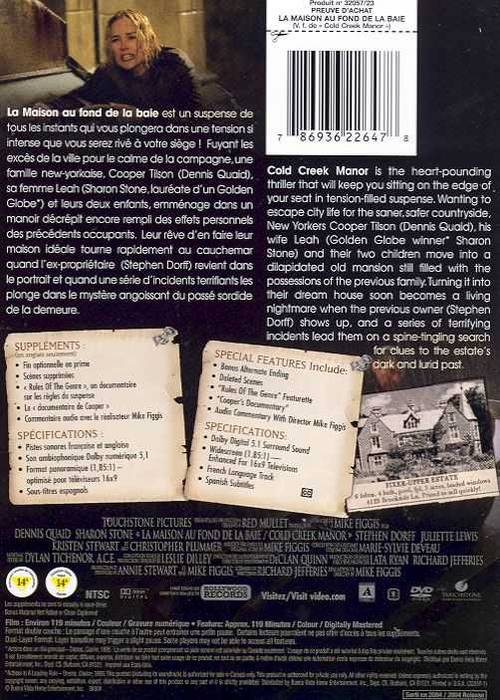 Produit nº 32057/23
PREUVE D'ACHAT
LA MAISON AU FOND DE LA BAIE
(V. f. de « Cold Creek Manor »)
7 86936 22647 8
La Maison au fond de la baie est un suspense de
tous les instants qui vous plongera dans une tension si
intense que vous serez rivé à votre siège ! Fuyant les
excés de la ville pour le calme de la campagne, une
famille new-yorkaise, Cooper Tilson (Dennis Quaid),
sa femme Leah (Sharon Stone, lauréate d'un Golden
Globe*) et leurs deux enfants, emménage dans un
manoir décrépit encore rempli des effets personnels
des précédents occupants. Leur rêve d'en faire leur
maison idéale tourne rapidement au cauchemar
quand l'ex-propriétaire (Stephen Dorff) revient dans
le portrait et quand une série d'incidents terrifiants les
plonge dans le mystère angoissant du passé sordide
de la demeure.
Cold Creek Manor is the heart-pounding
thriller that will keep you sitting on the edge of
your seat in tension-filled suspense. Wanting to
escape city life for the saner, safer countryside,
New Yorkers Cooper Tilson (Dennis Quaid), his
wife Leah (Golden Globe winner* Sharon
Stone) and their two children move into a
dilapidated old mansion still filled with the
possessions of the previous family. Turning it into
their dream house soon becomes a living
nightmare when the previous owner (Stephen
Dorff) shows up, and a series of terrifying
incidents lead them on a spine-tingling search
for clues to the estate's
dark and lurid past.
SUPPLÉMENTS :
(en anglais seulement)
• Fin optionnelle en prime
• Scènes supprimées
• « Rules Of The Genre », un documentaire
sur les règles du suspense
• Le « documentaire de Cooper »
• Commentaire audio avec le réalisateur Mike Figgis
SPÉCIFICATIONS :
• Pistes sonores française et anglaise
• Son ambiophonique Dolby numérique 5,1
• Format panoramique (1,85:1) –
optimisé pour téléviseurs 16x9
• Sous-titres espagnols
SPECIAL FEATURES Include:
• Bonus Alternate Ending
• Deleted Scenes
• "Rules Of The Genre" Featurette
• "Cooper's Documentary"
• Audio Commentary With Director Mike Figgis
SPECIFICATIONS:
• Dolby Digital 5.1 Surround Sound
• Widescreen (1.85:1) —
Enhanced For 16x9 Televisions
• French Language Track
• Spanish Subtitles
CC
FIXER-UPPER ESTATE
TOUCHSTONE PICTURES RED MULLET MIKE FIGGIS
DENNIS QUAID SHARON STONE « LA MAISON AU FOND DE LA BAIE / COLD CREEK MANOR » STEPHEN DORFF JULIETTE LEWIS
KRISTEN STEWART CHRISTOPHER PLUMMER MIKE FIGGIS MARIE-SYLVIE DEVEAU
DYLAN TICHENOR, A.C.E. LESLIE DILLEY DECLAN QUINN LATA RYAN RICHARD JEFFERIES
ANNIE STEWART MIKE FIGGIS RICHARD JEFFERIES MIKE FIGGIS
14+ 14+
NTSC
HOLLYWOOD RECORDS
Visitez/Visit video.com
DVD
TOUCHSTONE
Film : Environ 119 minutes / Couleur / Gravure numérique • Feature: Approx. 119 Minutes / Colour / Digitally Mastered